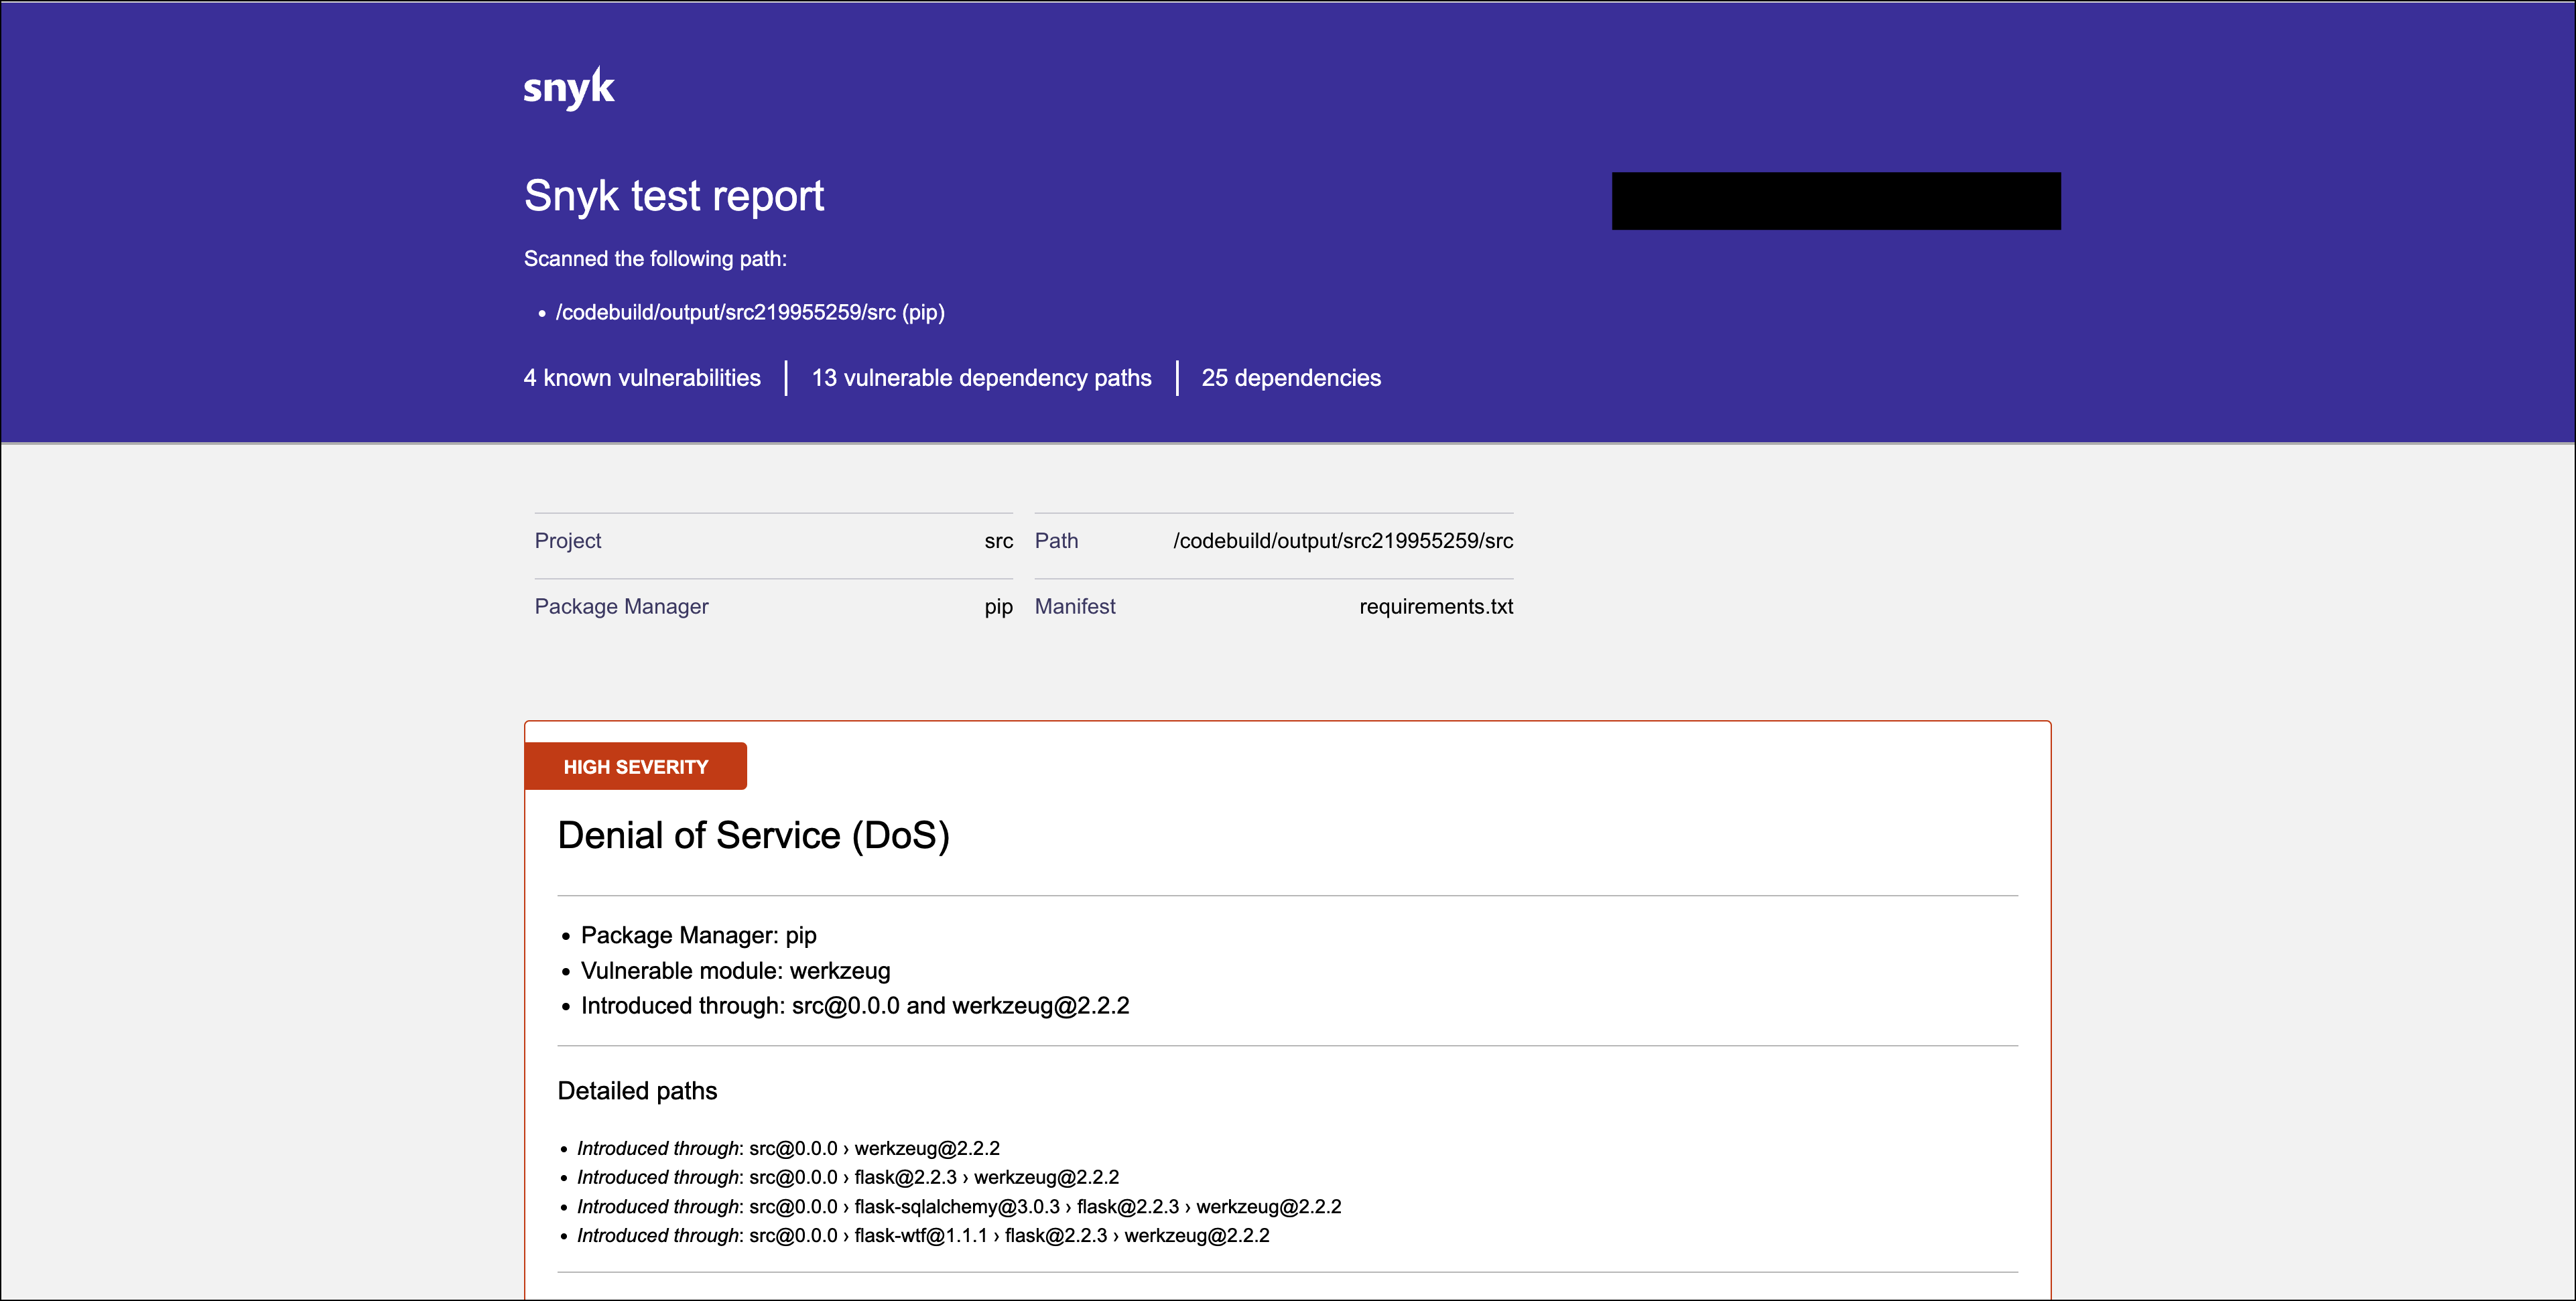 snyk
Snyk test report
Scanned the following path:
• /codebuild/output/src219955259/src (pip)
4 known vulnerabilities | 13 vulnerable dependency paths | 25 dependencies
Project src Path /codebuild/output/src219955259/src
Package Manager pip Manifest requirements.txt
HIGH SEVERITY
Denial of Service (DoS)
• Package Manager: pip
• Vulnerable module: werkzeug
• Introduced through: src@0.0.0 and werkzeug@2.2.2
Detailed paths
• Introduced through: src@0.0.0 › werkzeug@2.2.2
• Introduced through: src@0.0.0 › flask@2.2.3 › werkzeug@2.2.2
• Introduced through: src@0.0.0 › flask-sqlalchemy@3.0.3 › flask@2.2.3 › werkzeug@2.2.2
• Introduced through: src@0.0.0 › flask-wtf@1.1.1 › flask@2.2.3 › werkzeug@2.2.2